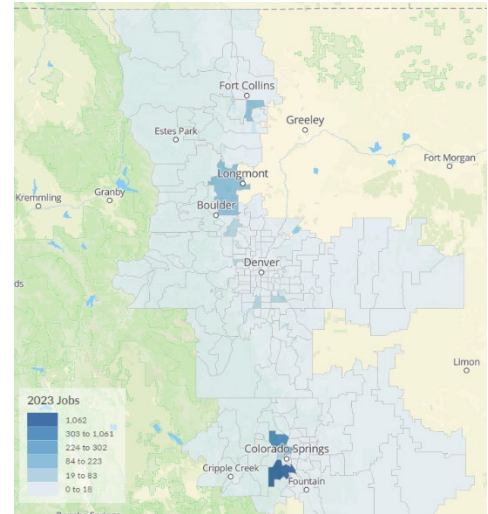 Fort Collins
Greeley
Estes Park
Fort Morgan
Longmont
Granby
Kremmling
Boulder
Denver
ds
Limon
2023 Jobs
1,062
303 to 1,061
224 to 302
84 to 223
19 to 83
0 to 18
Colorado Springs
Cripple Creek
Fountain